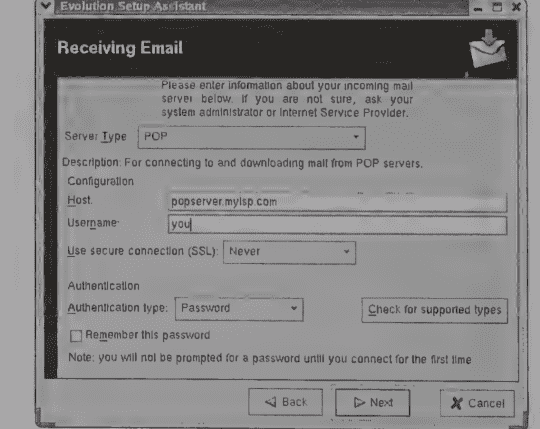 Evolution Setup Assistant
Receiving Email
Please enter information about your incoming mail
server below. If you are not sure, ask your
system administrator or Internet Service Provider.
Server Type POP
Description: For connecting to and downloading mail from POP servers.
Configuration
Host: popserver.myisp.com
Username: you
Use secure connection (SSL): Never
Authentication
Authentication type: Password Check for supported types
Remember this password
Note: you will not be prompted for a password until you connect for the first time
Back Next Cancel